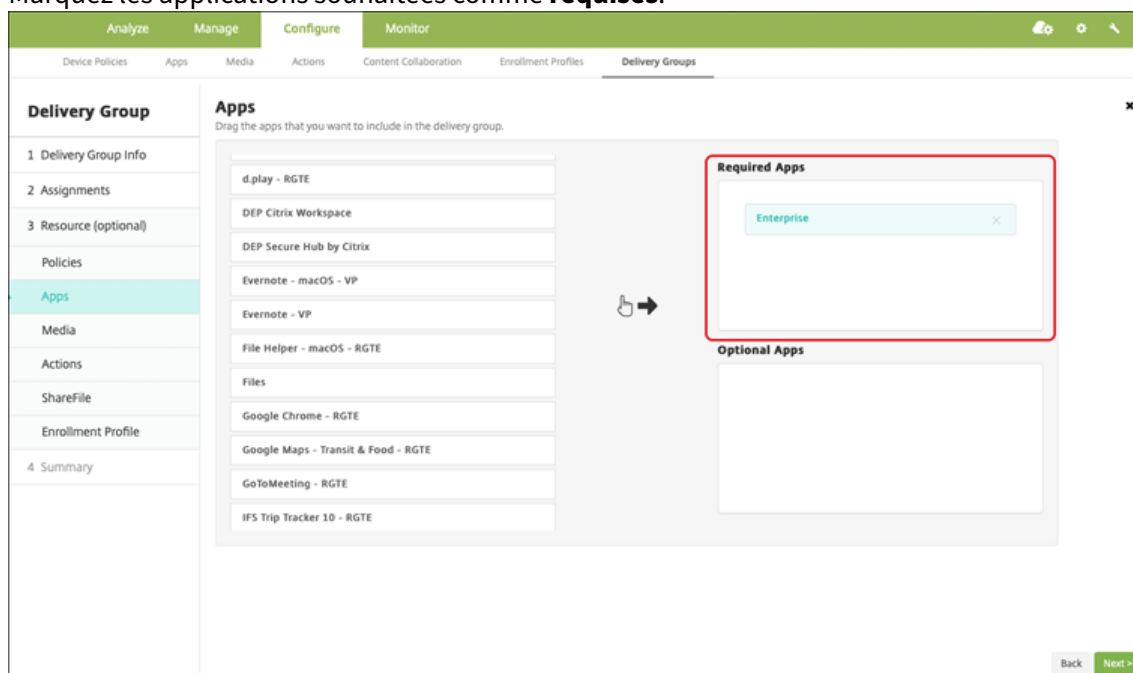 Marquez les applications souhaitées comme requises.
Analyze Manage Configure Monitor
Device Policies Apps Media Actions Content Collaboration Enrollment Profiles Delivery Groups
Delivery Group
1 Delivery Group Info
2 Assignments
3 Resource (optional)
Policies
Apps
Media
Actions
ShareFile
Enrollment Profile
4 Summary
Apps
Drag the apps that you want to include in the delivery group.
d.play - RGTE
DEP Citrix Workspace
DEP Secure Hub by Citrix
Evernote - macOS - VP
Evernote - VP
File Helper - macOS - RGTE
Files
Google Chrome - RGTE
Google Maps - Transit & Food - RGTE
GoToMeeting - RGTE
IFS Trip Tracker 10 - RGTE
Required Apps
Enterprise
Optional Apps
Back Next >